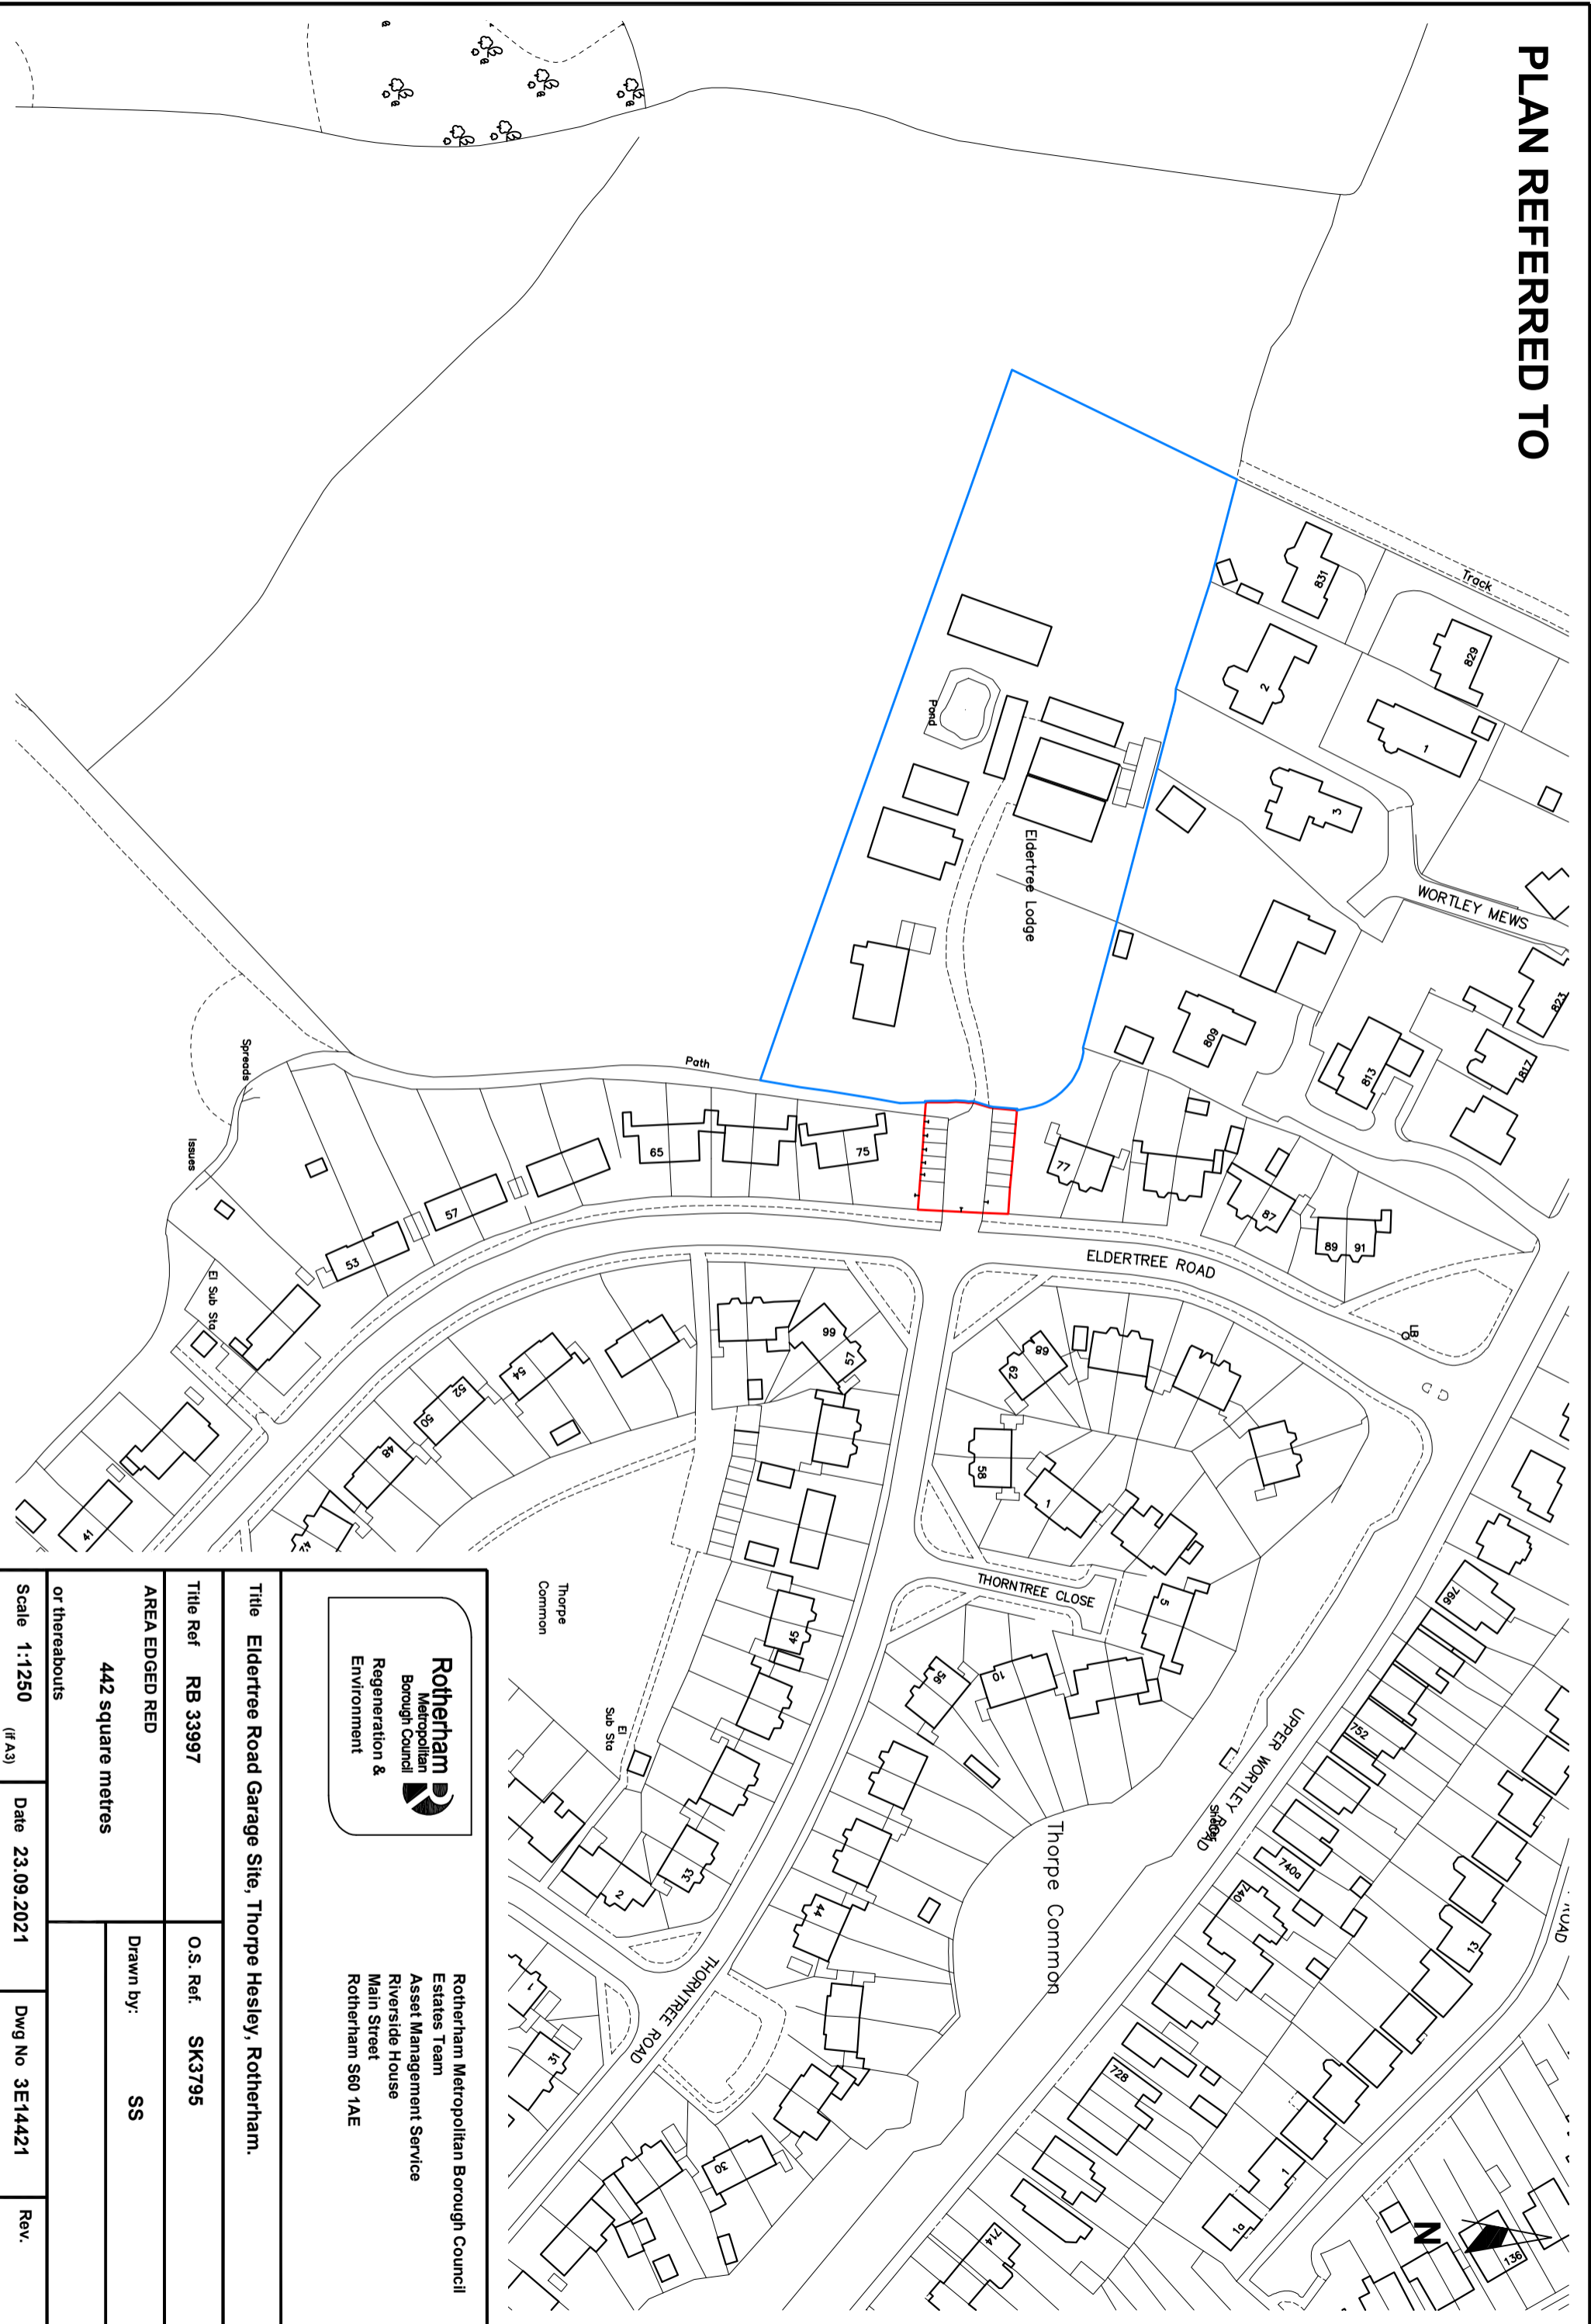 PLAN REFERRED TO
Track
831
829
2
1
3
WORTLEY MEWS
823
817
813
809
Pond
Eldertree Lodge
Path
Spreads
Issues
65
75
77
87
89
91
57
53
El Sub Sta
ELDERTREE ROAD
LB
66
57
68
62
58
1
54
52
50
48
41
THORNTREE CLOSE
5
10
56
45
Thorpe
Common
El
Sub Sta
33
2
44
THORNTREE ROAD
1
31
30
Thorpe Common
UPPER WORTLEY ROAD
Shelter
766
752
740a
740
728
714
13
1
1a
136
ROAD
N
Rotherham
Metropolitan
Borough Council
Regeneration &
Environment
Rotherham Metropolitan Borough Council
Estates Team
Asset Management Service
Riverside House
Main Street
Rotherham S60 1AE
Title Eldertree Road Garage Site, Thorpe Hesley, Rotherham.
Title Ref RB 33997
O.S. Ref. SK3795
AREA EDGED RED
442 square metres
or thereabouts
Drawn by: SS
Scale 1:1250 (if A3)
Date 23.09.2021
Dwg No 3E14421
Rev.